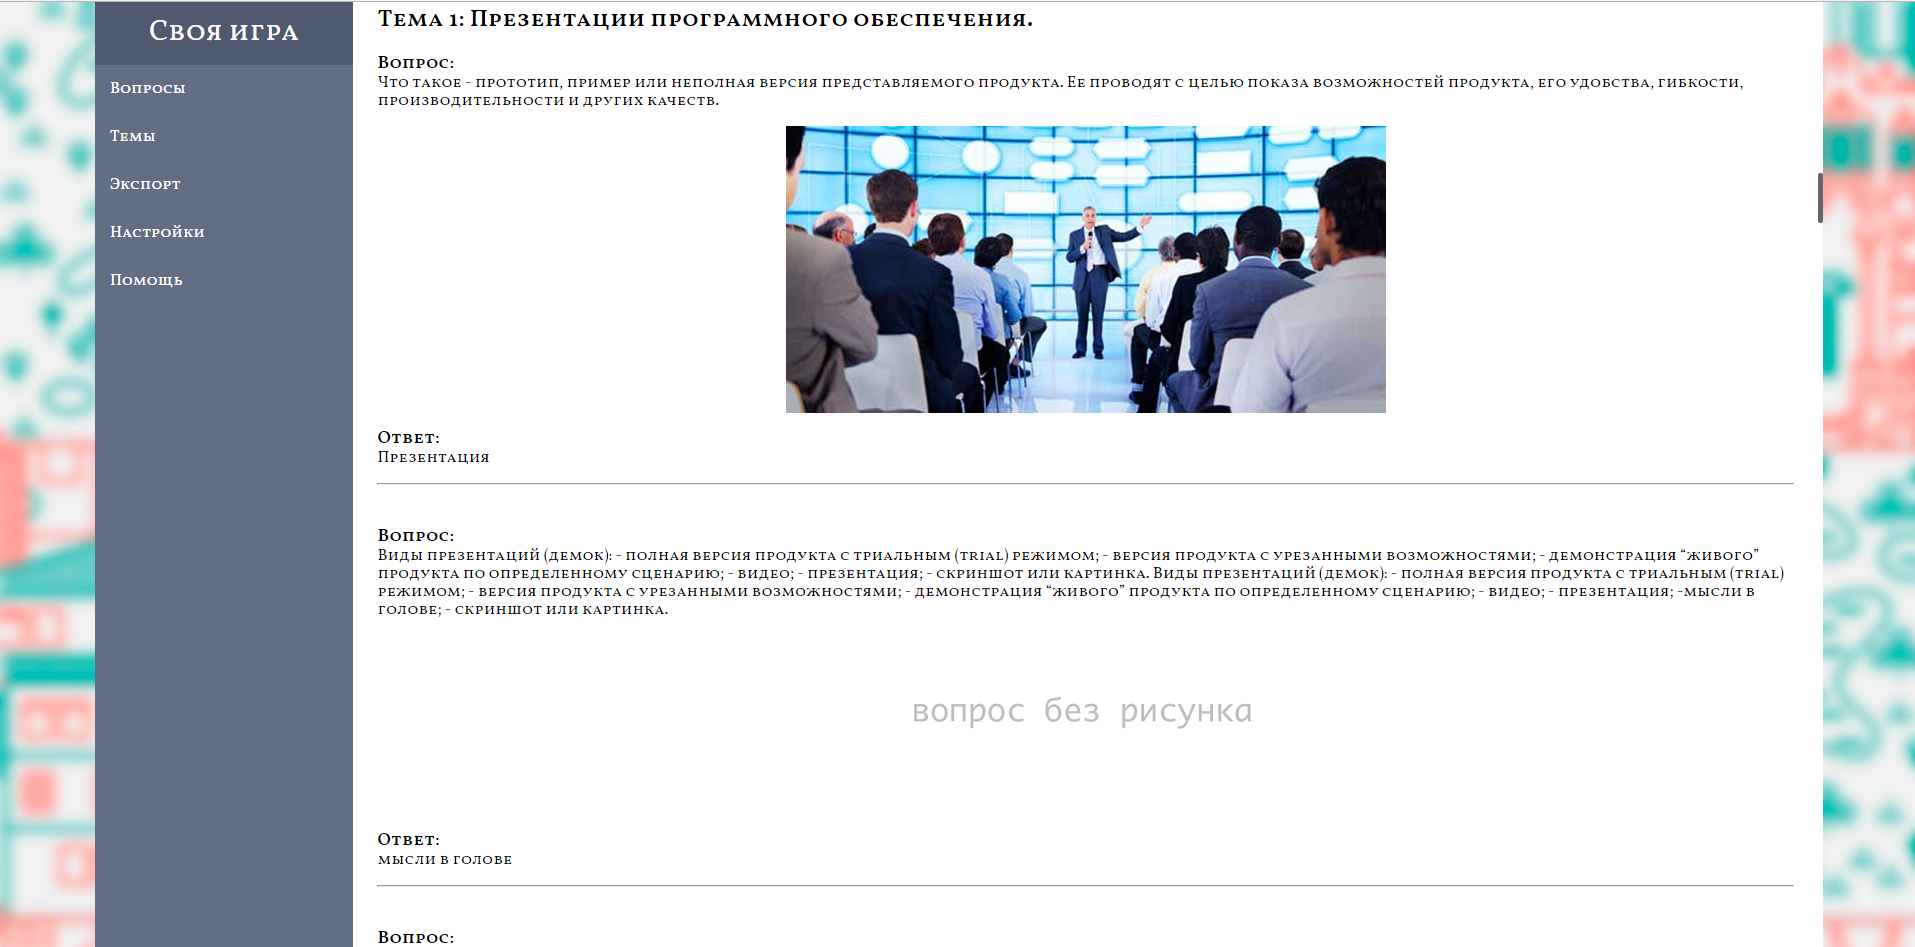 Своя игра
Вопросы
Темы
Экспорт
Настройки
Помощь
Тема 1: Презентации программного обеспечения.
Вопрос:
Что такое - прототип, пример или неполная версия представляемого продукта. Ее проводят с целью показа возможностей продукта, его удобства, гибкости,
производительности и других качеств.
Ответ:
Презентация
Вопрос:
Виды презентаций (демок): - полная версия продукта с триальным (trial) режимом; - версия продукта с урезанными возможностями; - демонстрация “живого”
продукта по определенному сценарию; - видео; - презентация; - скриншот или картинка. Виды презентаций (демок): - полная версия продукта с триальным (trial)
режимом; - версия продукта с урезанными возможностями; - демонстрация “живого” продукта по определенному сценарию; - видео; - презентация; -мысли в
голове; - скриншот или картинка.
вопрос без рисунка
Ответ:
мысли в голове
Вопрос: